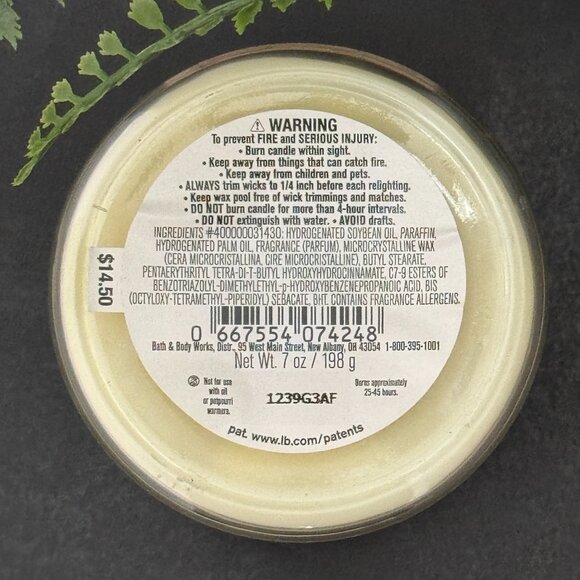 ⚠ WARNING
To prevent FIRE and SERIOUS INJURY:
• Burn candle within sight.
• Keep away from things that can catch fire.
• Keep away from children and pets.
• ALWAYS trim wicks to 1/4 inch before each relighting.
• Keep wax pool free of wick trimmings and matches.
• DO NOT burn candle for more than 4-hour intervals.
• DO NOT extinguish with water. • AVOID drafts.
INGREDIENTS #400000031430: HYDROGENATED SOYBEAN OIL, PARAFFIN,
HYDROGENATED PALM OIL, FRAGRANCE (PARFUM), MICROCRYSTALLINE WAX
(CERA MICROCRISTALLINA, CIRE MICROCRISTALLINE), BUTYL STEARATE,
PENTAERYTHRITYL TETRA-DI-T-BUTYL HYDROXYHYDROCINNAMATE, C7-9 ESTERS OF
BENZOTRIAZOLYL-DIMETHYLETHYL-p-HYDROXYBENZENEPROPANOIC ACID, BIS
(OCTYLOXY-TETRAMETHYL-PIPERIDYL) SEBACATE, BHT. CONTAINS FRAGRANCE ALLERGENS.
$14.50
0 667554 074248
Bath & Body Works, Distr., 95 West Main Street, New Albany, OH 43054 1-800-395-1001
Net Wt. 7 oz / 198 g
Not for use
with oil
or
potpourri
warmers.
1239G3AF
Burns approximately
25-45 hours.
pat. www.lb.com/patents